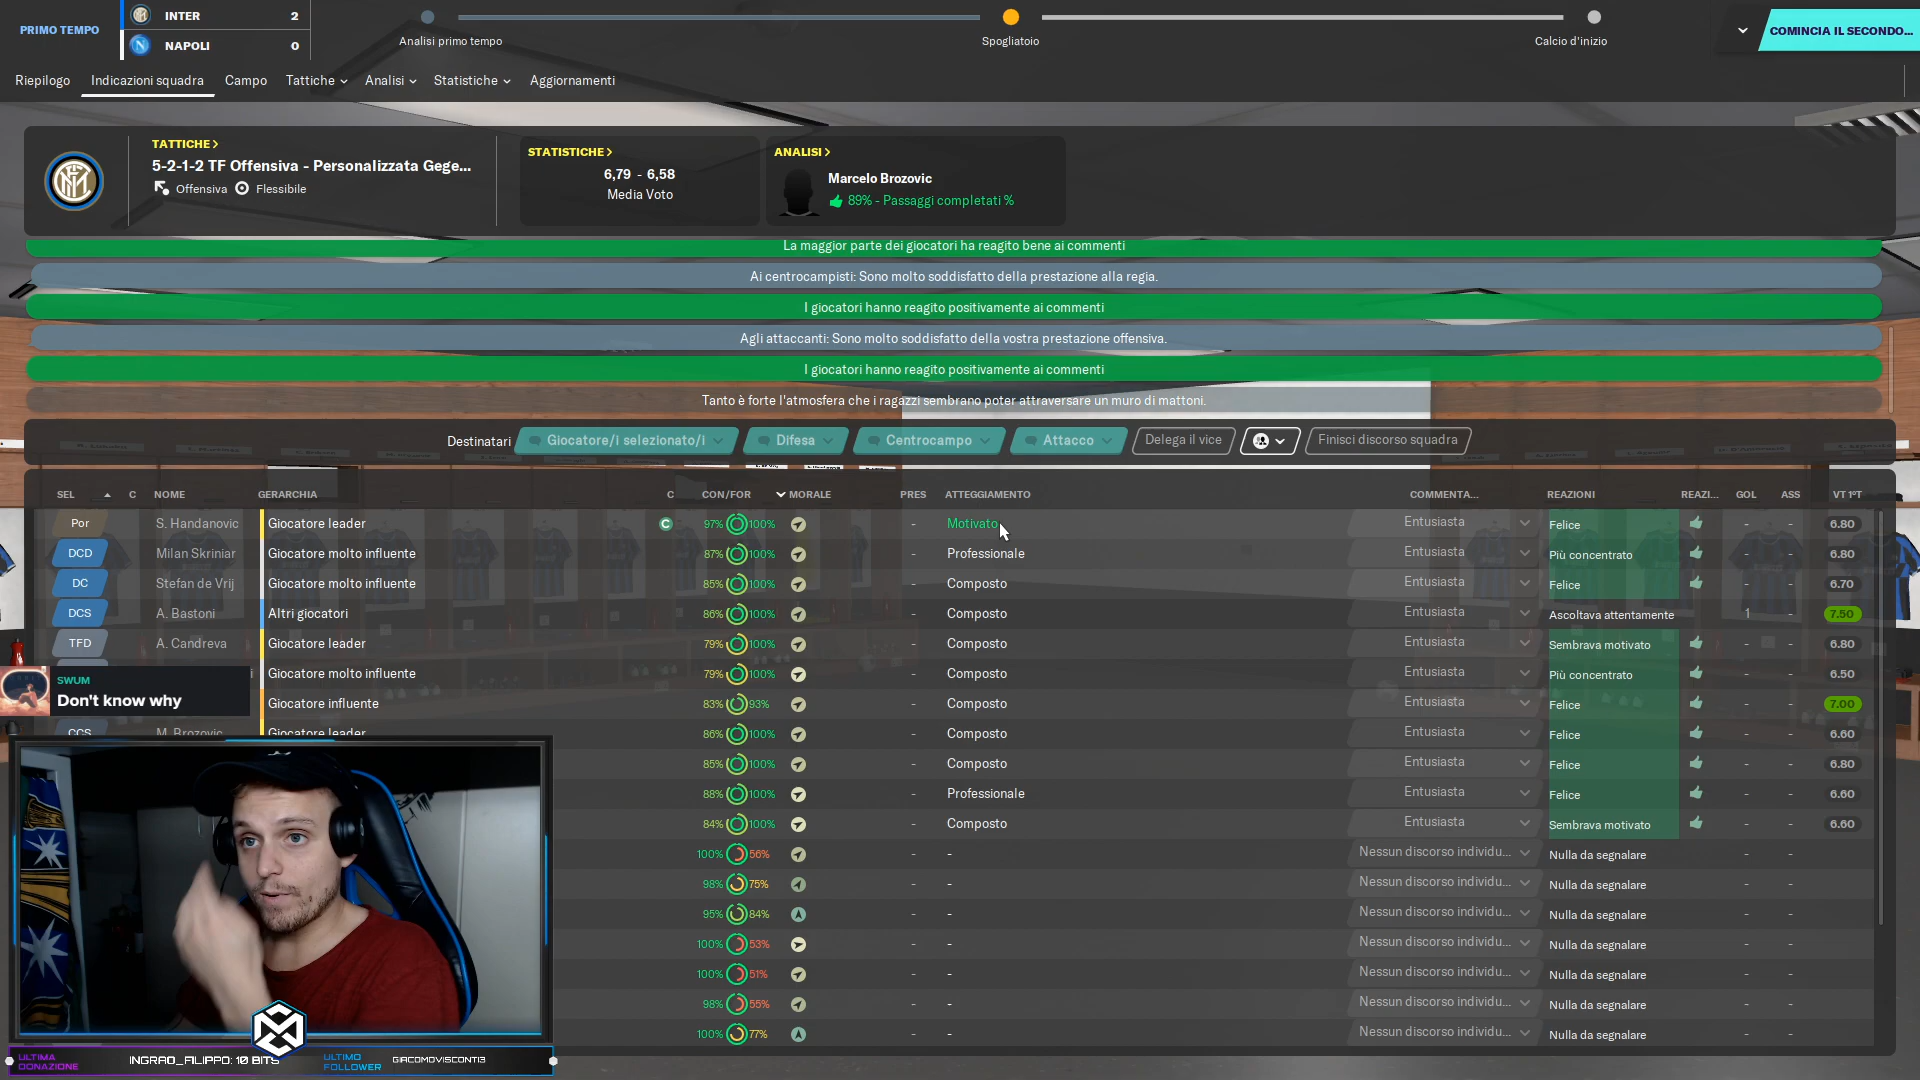 PRIMO TEMPO
INTER 2
NAPOLI 0
Analisi primo tempo
Spogliatoio
Calcio d'inizio
COMINCIA IL SECONDO...
Riepilogo Indicazioni squadra Campo Tattiche Analisi Statistiche Aggiornamenti
TATTICHE
5-2-1-2 TF Offensiva - Personalizzata Gege...
Offensiva Flessibile
STATISTICHE
6,79 - 6,58
Media Voto
ANALISI
Marcelo Brozovic
89% - Passaggi completati %
La maggior parte dei giocatori ha reagito bene ai commenti
Ai centrocampisti: Sono molto soddisfatto della prestazione alla regia.
I giocatori hanno reagito positivamente ai commenti
Agli attaccanti: Sono molto soddisfatto della vostra prestazione offensiva.
I giocatori hanno reagito positivamente ai commenti
Tanto è forte l'atmosfera che i ragazzi sembrano poter attraversare un muro di mattoni.
Destinatari Giocatore/i selezionato/i Difesa Centrocampo Attacco Delega il vice Finisci discorso squadra
SEL C NOME GERARCHIA C CON/FOR MORALE PRES ATTEGGIAMENTO COMMENTA... REAZIONI REAZI... GOL ASS VT 1°T
Por S. Handanovic Giocatore leader C 97% 100% - Motivato Entusiasta Felice - - 6.80
DCD Milan Skriniar Giocatore molto influente 87% 100% - Professionale Entusiasta Più concentrato - - 6.80
DC Stefan de Vrij Giocatore molto influente 85% 100% - Composto Entusiasta Felice - - 6.70
DCS A. Bastoni Altri giocatori 86% 100% - Composto Entusiasta Ascoltava attentamente 1 - 7.50
TFD A. Candreva Giocatore leader 79% 100% - Composto Entusiasta Sembrava motivato - - 6.80
Giocatore molto influente 79% 100% - Composto Entusiasta Più concentrato - - 6.50
Giocatore influente 83% 93% - Composto Entusiasta Felice - - 7.00
CCS M. Brozovic Giocatore leader 86% 100% - Composto Entusiasta Felice - - 6.60
85% 100% - Composto Entusiasta Felice - - 6.80
88% 100% - Professionale Entusiasta Felice - - 6.60
84% 100% - Composto Entusiasta Sembrava motivato - - 6.60
100% 56% - - Nessun discorso individu... Nulla da segnalare - -
98% 75% - - Nessun discorso individu... Nulla da segnalare - -
95% 84% - - Nessun discorso individu... Nulla da segnalare - -
100% 53% - - Nessun discorso individu... Nulla da segnalare - -
100% 51% - - Nessun discorso individu... Nulla da segnalare - -
98% 55% - - Nessun discorso individu... Nulla da segnalare - -
100% 77% - - Nessun discorso individu... Nulla da segnalare - -
SWUM
Don't know why
ULTIMA DONAZIONE
INGRAO_FILIPPO: 10 BITS
ULTIMO FOLLOWER
GIACOMOVISCONTI3